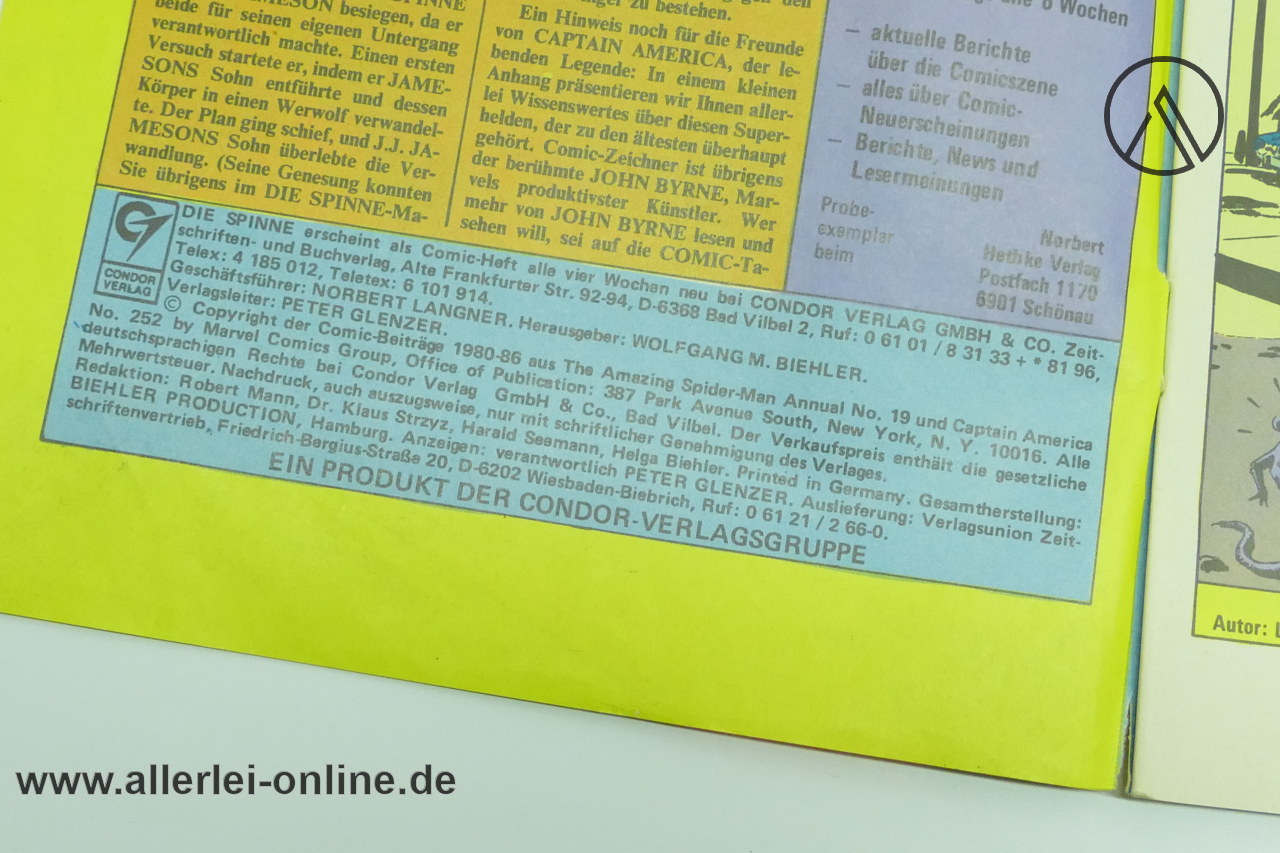 SPINNE
JAMESON besiegen, da er
beide für seinen eigenen Untergang
verantwortlich machte. Einen ersten
Versuch startete er, indem er JAME-
SONS Sohn entführte und dessen
Körper in einen Werwolf verwandel-
te. Der Plan ging schief, und J.J. JA-
MESONS Sohn überlebte die Ver-
wandlung. (Seine Genesung konnten
Sie übrigens im DIE SPINNE-Ma-
zu bestehen.
Ein Hinweis noch für die Freunde
von CAPTAIN AMERICA, der le-
benden Legende: In einem kleinen
Anhang präsentieren wir Ihnen aller-
lei Wissenswertes über diesen Super-
helden, der zu den ältesten überhaupt
gehört. Comic-Zeichner ist übrigens
der berühmte JOHN BYRNE, Mar-
vels produktivster Künstler. Wer
mehr von JOHN BYRNE lesen und
sehen will, sei auf die COMIC-Ta-
6 Wochen
– aktuelle Berichte
über die Comicszene
– alles über Comic-
Neuerscheinungen
– Berichte, News und
Lesermeinungen
Probe-
exemplar
beim
Norbert
Hethke Verlag
Postfach 1170
6901 Schönau
CONDOR
VERLAG
DIE SPINNE erscheint als Comic-Heft alle vier Wochen neu bei CONDOR VERLAG GMBH & CO. Zeit-
schriften- und Buchverlag, Alte Frankfurter Str. 92-94, D-6368 Bad Vilbel 2, Ruf: 0 61 01 / 8 31 33 + * 81 96,
Telex: 4 185 012, Teletex: 6 101 914.
Geschäftsführer: NORBERT LANGNER. Herausgeber: WOLFGANG M. BIEHLER.
Verlagsleiter: PETER GLENZER.
© Copyright der Comic-Beiträge 1980-86 aus The Amazing Spider-Man Annual No. 19 und Captain America
No. 252 by Marvel Comics Group, Office of Publication: 387 Park Avenue South, New York, N. Y. 10016. Alle
deutschsprachigen Rechte bei Condor Verlag GmbH & Co., Bad Vilbel. Der Verkaufspreis enthält die gesetzliche
Mehrwertsteuer. Nachdruck, auch auszugsweise, nur mit schriftlicher Genehmigung des Verlages.
Redaktion: Robert Mann, Dr. Klaus Strzyz, Harald Seemann, Helga Biehler. Printed in Germany. Gesamtherstellung:
BIEHLER PRODUCTION, Hamburg. Anzeigen: verantwortlich PETER GLENZER. Auslieferung: Verlagsunion Zeit-
schriftenvertrieb, Friedrich-Bergius-Straße 20, D-6202 Wiesbaden-Biebrich, Ruf: 0 61 21 / 2 66-0.
EIN PRODUKT DER CONDOR-VERLAGSGRUPPE
Autor:
www.allerlei-online.de